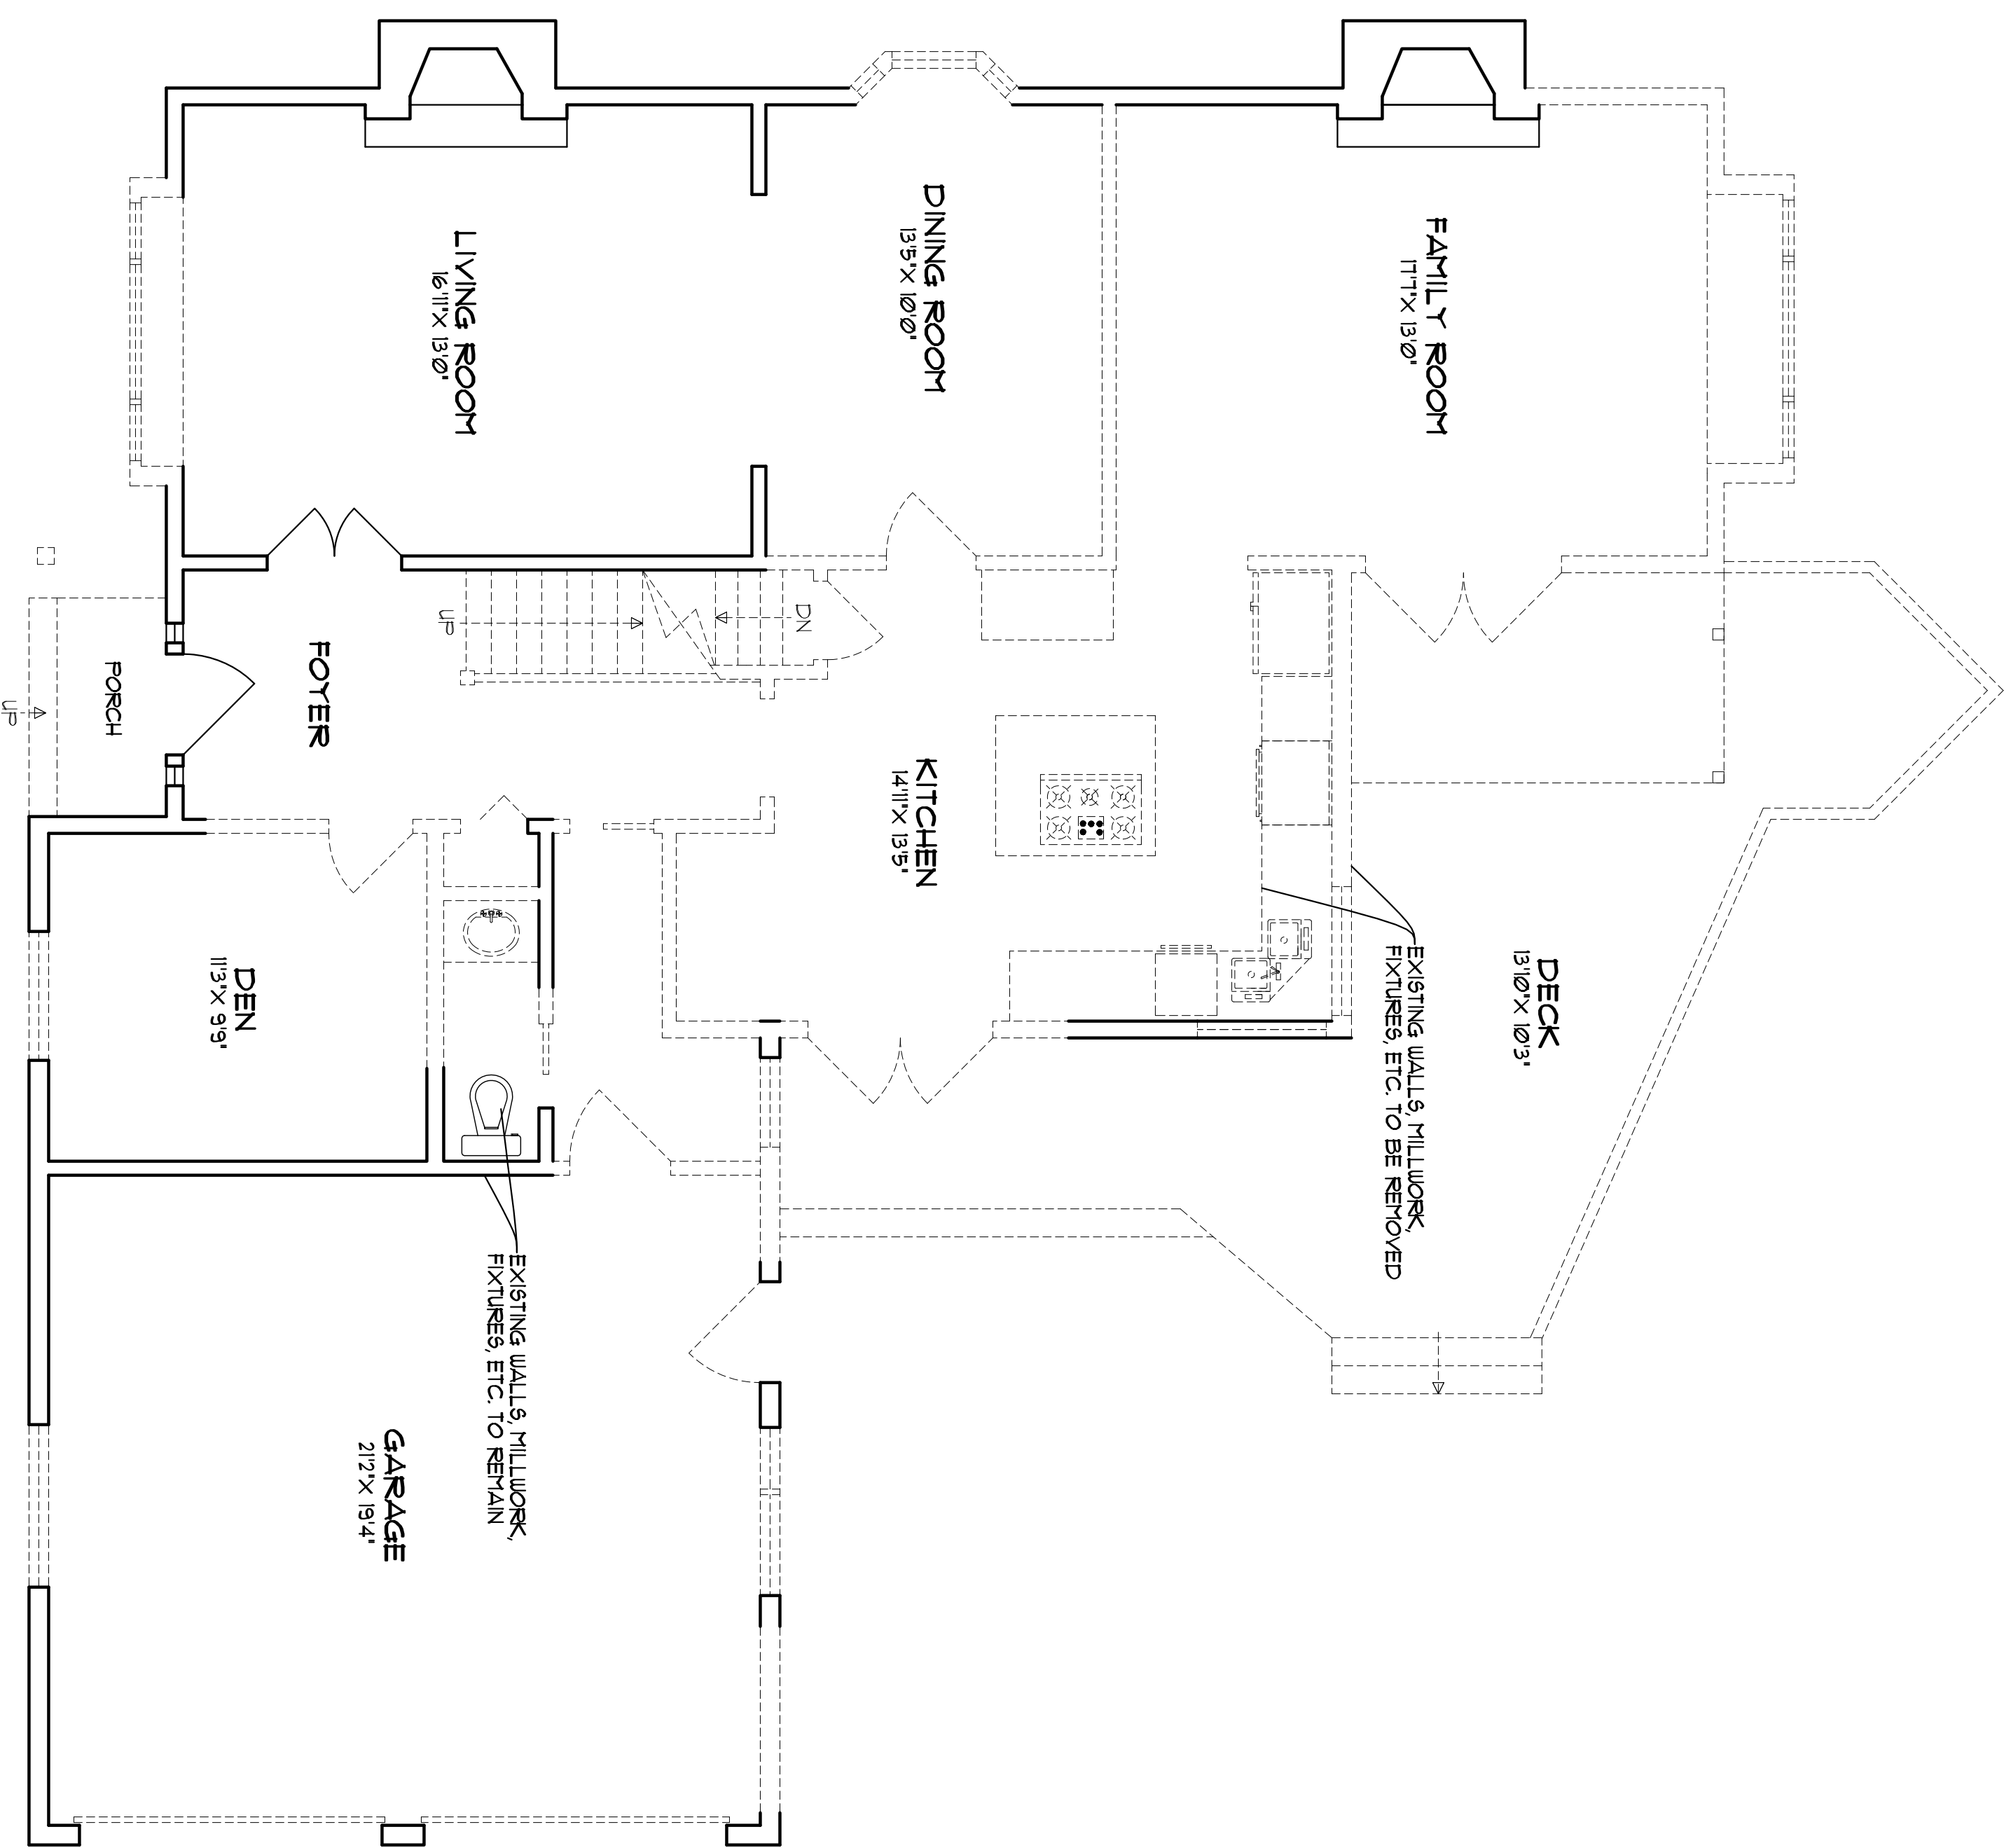 FAMILY ROOM
17'7" X 13'0"
DECK
13'10" X 10'3"
EXISTING WALLS, MILLWORK,
FIXTURES, ETC. TO BE REMOVED
DINING ROOM
13'5" X 10'0"
KITCHEN
14'11" X 13'5"
DN
LIVING ROOM
16'11" X 13'0"
UP
EXISTING WALLS, MILLWORK,
FIXTURES, ETC. TO REMAIN
FOYER
DEN
11'3" X 9'9"
GARAGE
21'2" X 19'4"
PORCH
UP